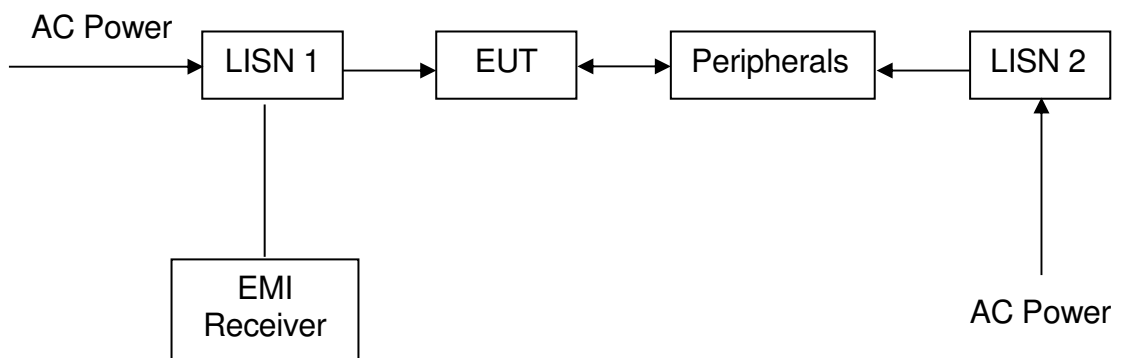 AC Power
LISN 1
EUT
Peripherals
LISN 2
EMI
Receiver
AC Power